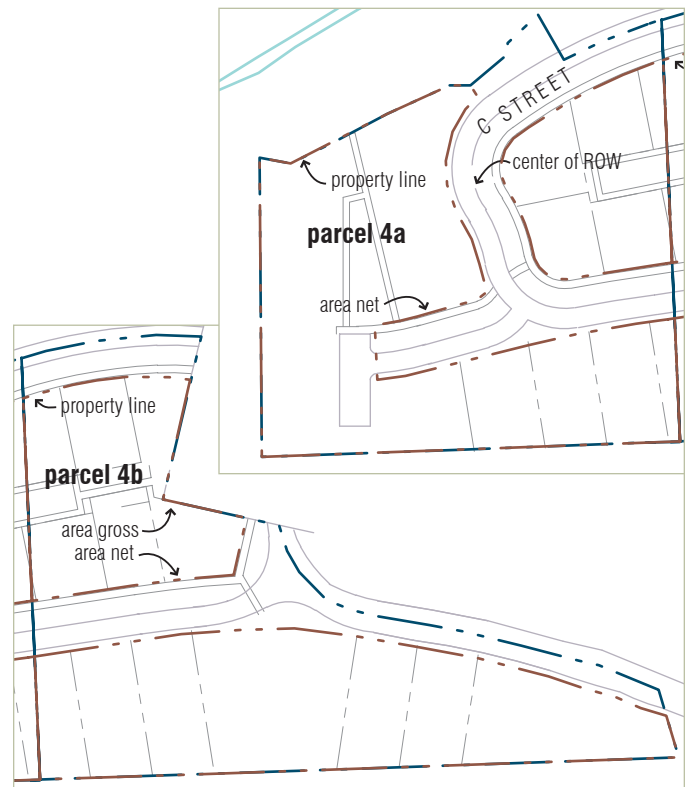 C STREET
center of ROW
property line
parcel 4a
area net
property line
parcel 4b
area gross
area net